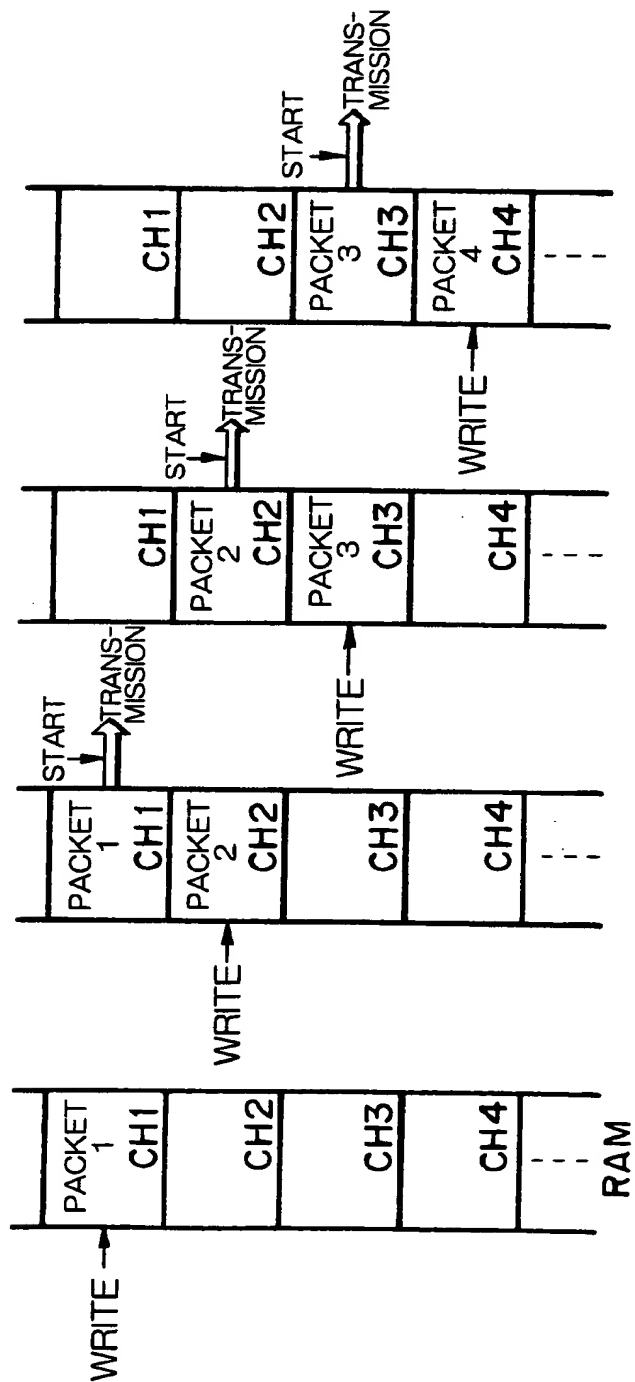 WRITE
PACKET
1
CH1
CH2
CH3
CH4
RAM
WRITE
PACKET
1
CH1
PACKET
2
CH2
CH3
CH4
START
TRANS-
MISSION
WRITE
CH1
PACKET
2
CH2
PACKET
3
CH3
CH4
START
TRANS-
MISSION
WRITE
CH1
CH2
PACKET
3
CH3
PACKET
4
CH4
START
TRANS-
MISSION